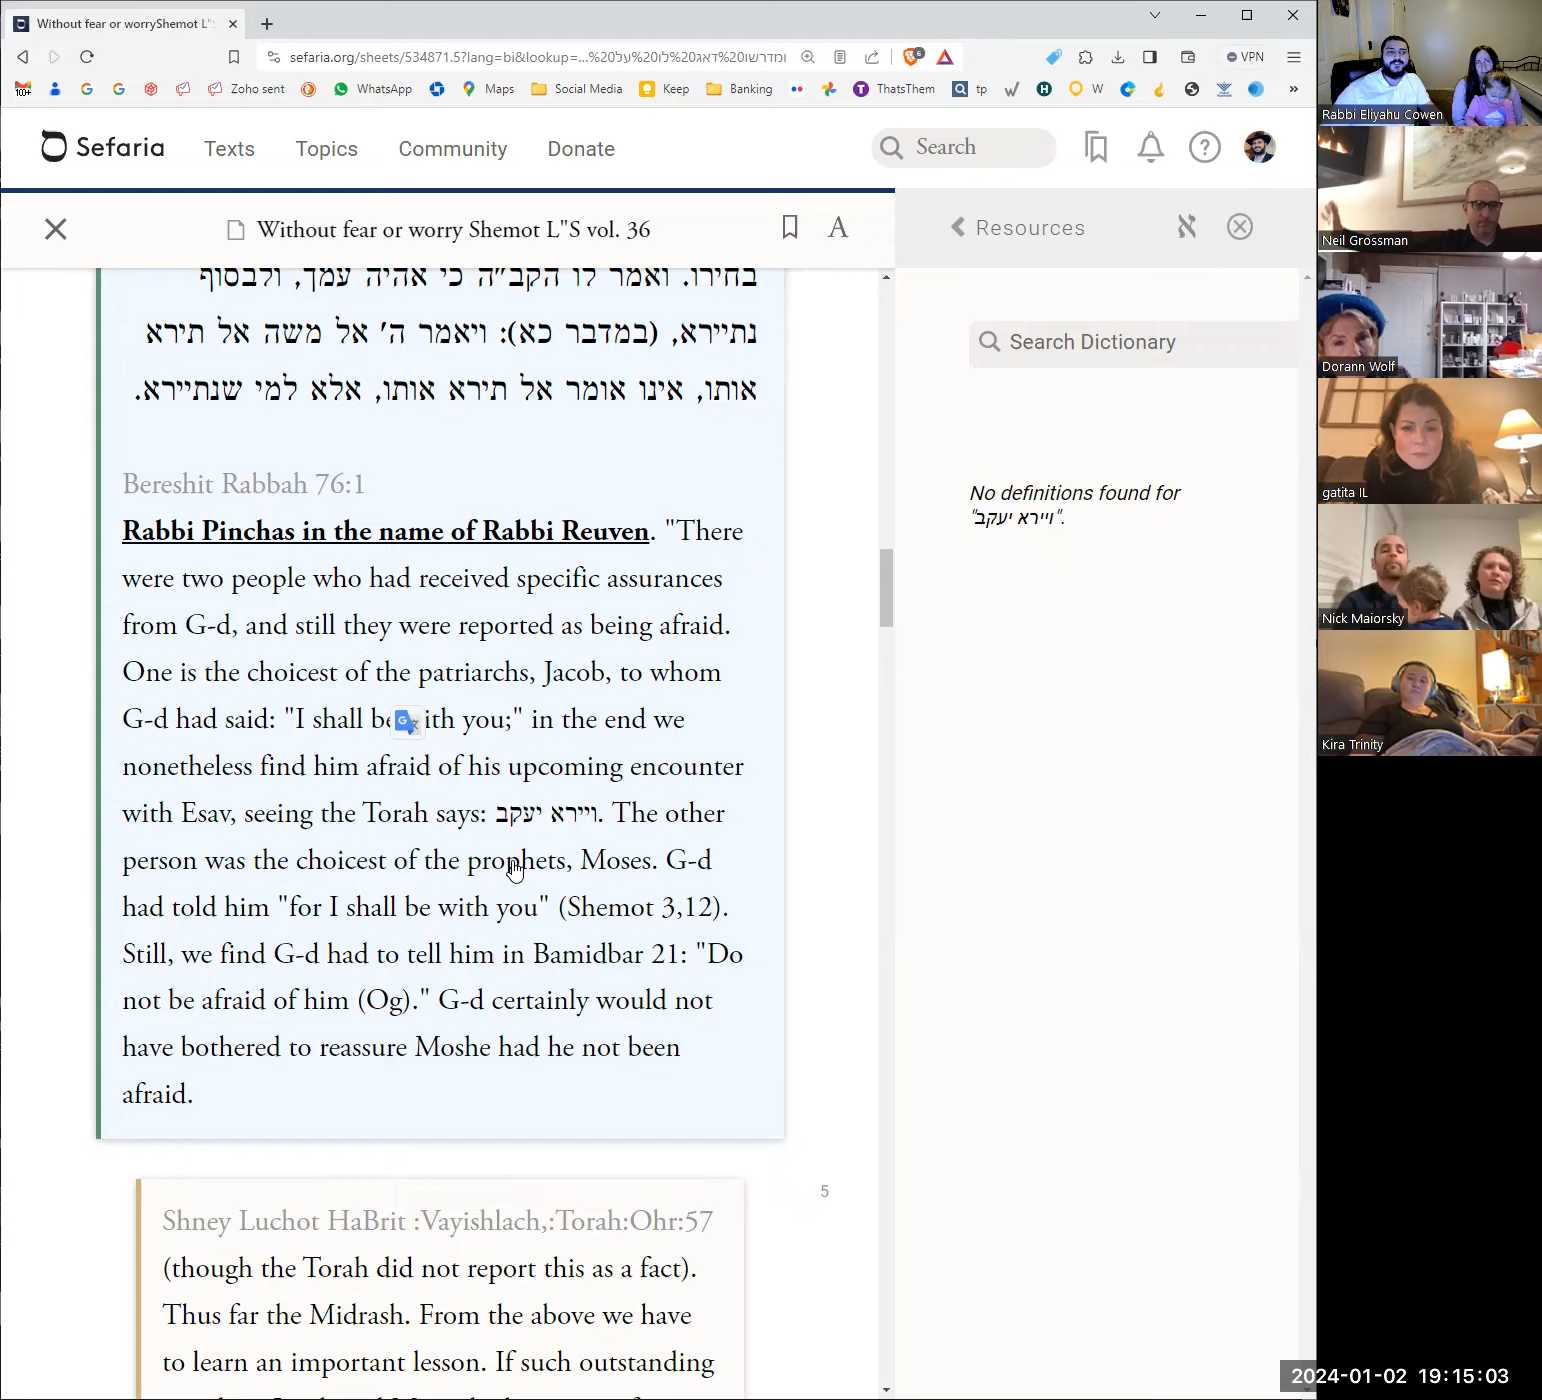 Without fear or worryShemot L"S
sefaria.org/sheets/534871.5?lang=bi&lookup=...%20ומדרשו%20דאג%20לו%20על
6
VPN
100+
Zoho sent
WhatsApp
Maps
Social Media
Keep
Banking
ThatsThem
tp
W
»
Sefaria
Texts
Topics
Community
Donate
Search
Without fear or worry Shemot L"S vol. 36
A
Resources
א
Search Dictionary
No definitions found for
"ויירא יעקב".
בחירו. ואמר לו הקב״ה כי אהיה עמך, ולבסוף
נתיירא, (במדבר כא): ויאמר ה' אל משה אל תירא
אותו, אינו אומר אל תירא אותו, אלא למי שנתיירא.
Bereshit Rabbah 76:1
Rabbi Pinchas in the name of Rabbi Reuven. "There
were two people who had received specific assurances
from G-d, and still they were reported as being afraid.
One is the choicest of the patriarchs, Jacob, to whom
G-d had said: "I shall be with you;" in the end we
nonetheless find him afraid of his upcoming encounter
with Esav, seeing the Torah says: ויירא יעקב. The other
person was the choicest of the prophets, Moses. G-d
had told him "for I shall be with you" (Shemot 3,12).
Still, we find G-d had to tell him in Bamidbar 21: "Do
not be afraid of him (Og)." G-d certainly would not
have bothered to reassure Moshe had he not been
afraid.
5
Shney Luchot HaBrit :Vayishlach,:Torah:Ohr:57
(though the Torah did not report this as a fact).
Thus far the Midrash. From the above we have
to learn an important lesson. If such outstanding
Rabbi Eliyahu Cowen
Neil Grossman
Dorann Wolf
gatita IL
Nick Maiorsky
Kira Trinity
2024-01-02 19:15:03